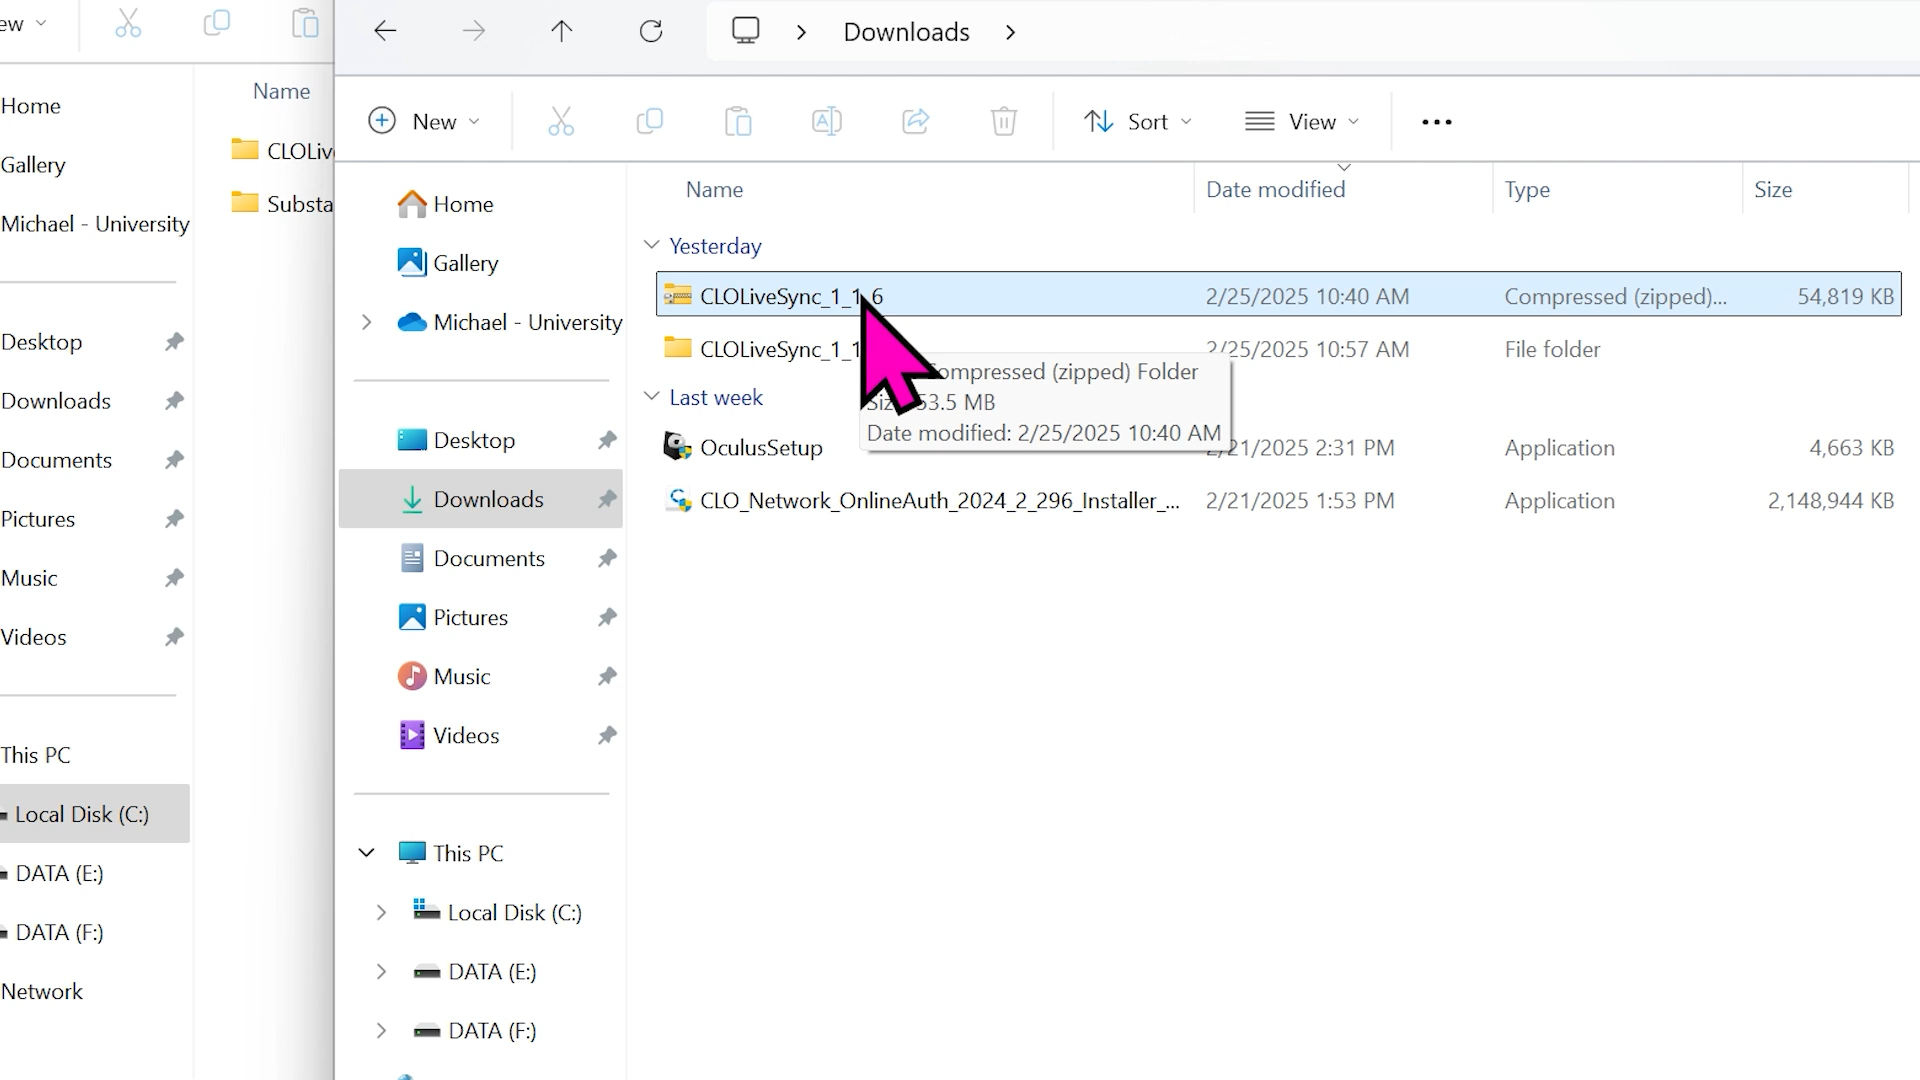 ew
Name
Home
Gallery
Michael - University
CLOLiv
Substa
Desktop
Downloads
Documents
Pictures
Music
Videos
This PC
Local Disk (C:)
DATA (E:)
DATA (F:)
Network
Downloads
New
Sort
View
Home
Gallery
Michael - University
Desktop
Downloads
Documents
Pictures
Music
Videos
This PC
Local Disk (C:)
DATA (E:)
DATA (F:)
Name Date modified Type Size
Yesterday
CLOLiveSync_1_1_6 2/25/2025 10:40 AM Compressed (zipped)... 54,819 KB
CLOLiveSync_1_1 2/25/2025 10:57 AM File folder
Compressed (zipped) Folder
Size 53.5 MB
Date modified: 2/25/2025 10:40 AM
Last week
OculusSetup 2/21/2025 2:31 PM Application 4,663 KB
CLO_Network_OnlineAuth_2024_2_296_Installer_... 2/21/2025 1:53 PM Application 2,148,944 KB